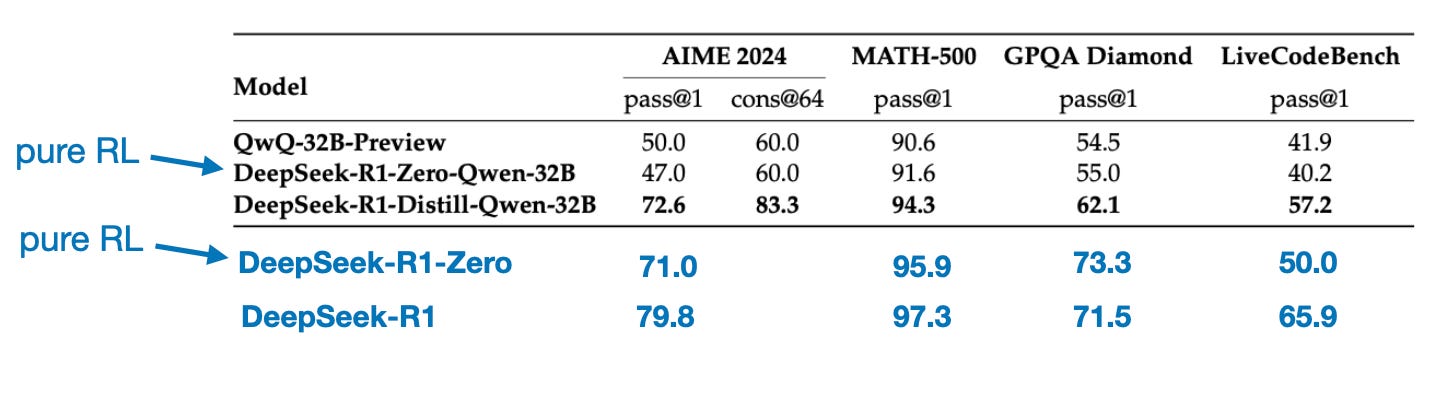 AIME 2024 MATH-500 GPQA Diamond LiveCodeBench
Model
pass@1 cons@64 pass@1 pass@1 pass@1
QwQ-32B-Preview 50.0 60.0 90.6 54.5 41.9
pure RL
DeepSeek-R1-Zero-Qwen-32B 47.0 60.0 91.6 55.0 40.2
DeepSeek-R1-Distill-Qwen-32B 72.6 83.3 94.3 62.1 57.2
pure RL
DeepSeek-R1-Zero 71.0 95.9 73.3 50.0
DeepSeek-R1 79.8 97.3 71.5 65.9